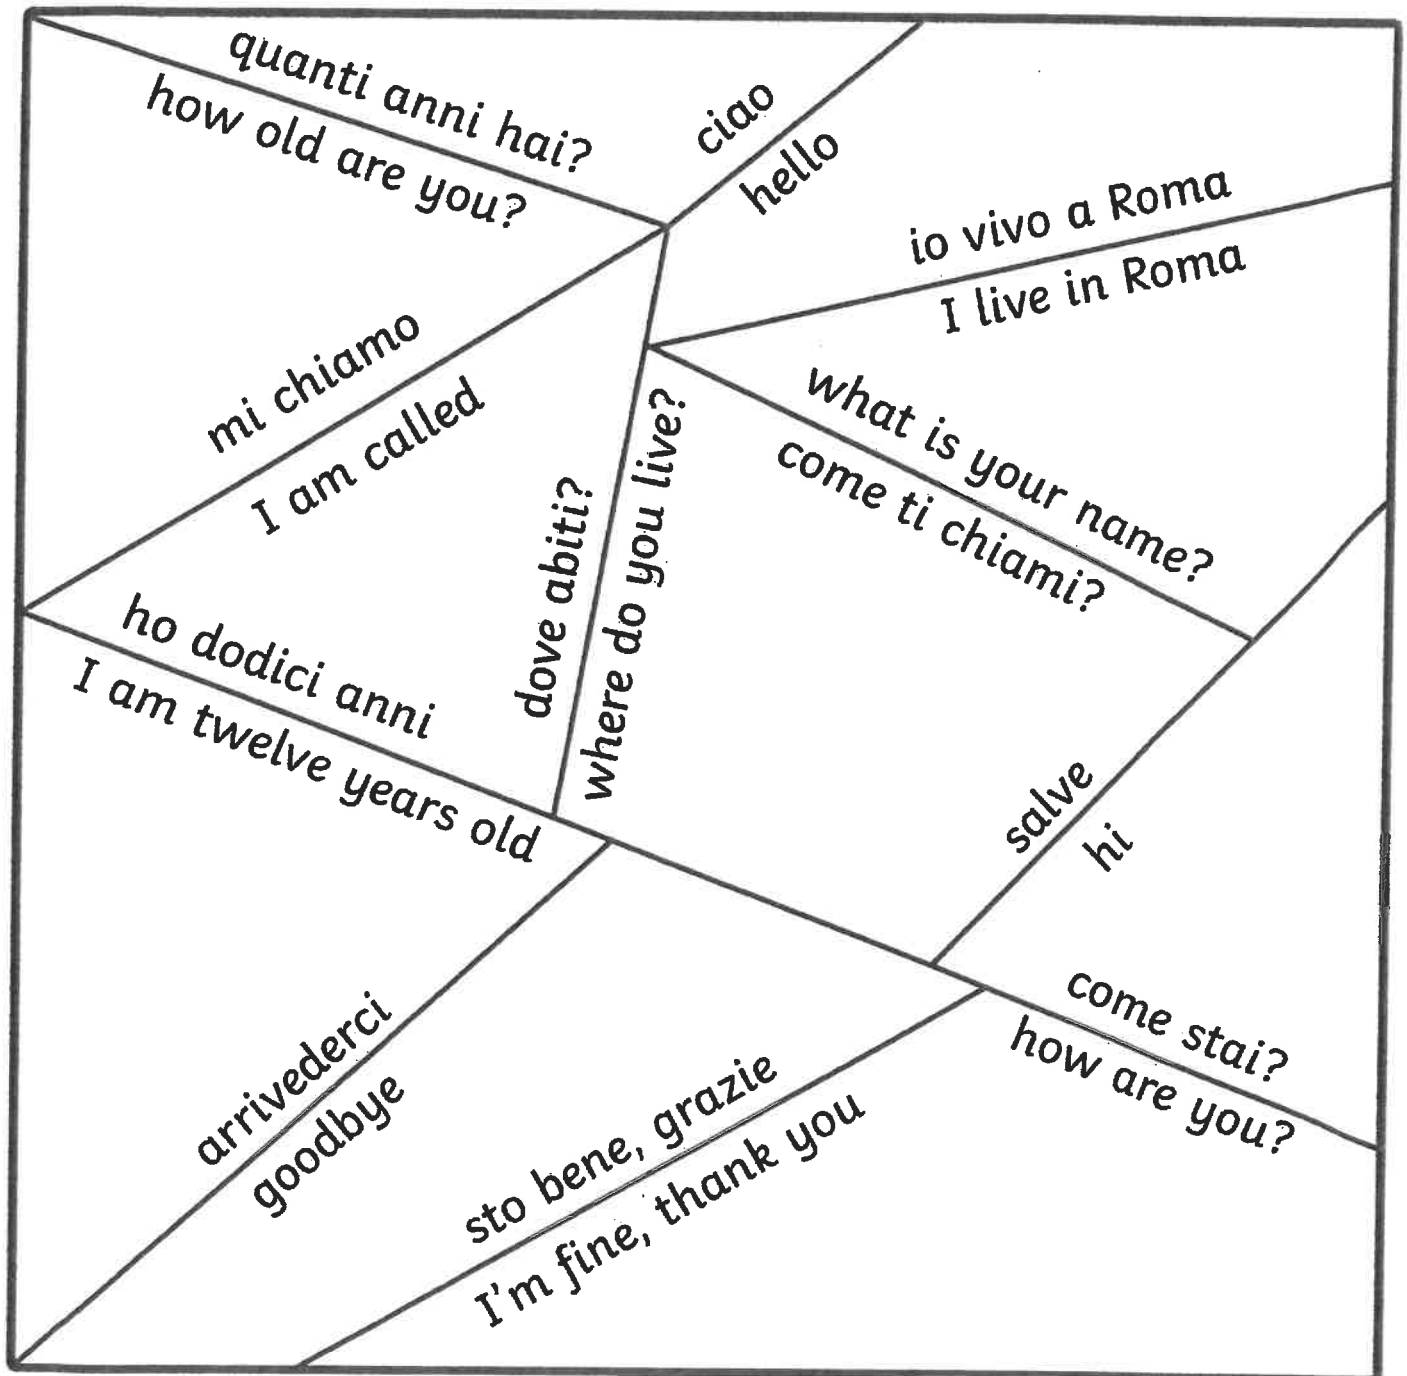 quanti anni hai?
how old are you?
ciao
hello
io vivo a Roma
I live in Roma
mi chiamo
I am called
what is your name?
come ti chiami?
dove abiti?
where do you live?
ho dodici anni
I am twelve years old
salve
hi
come stai?
how are you?
arrivederci
goodbye
sto bene, grazie
I'm fine, thank you